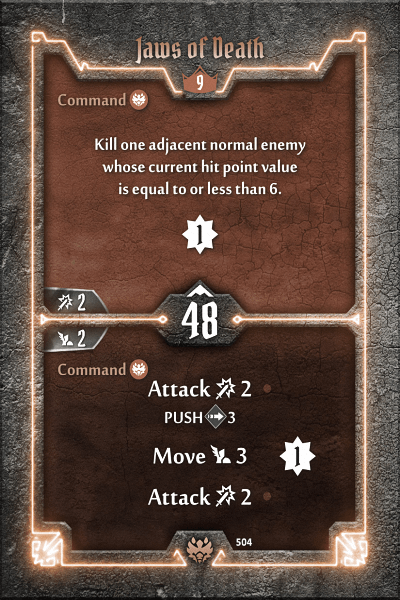 Jaws of Death
9
Command
Kill one adjacent normal enemy
whose current hit point value
is equal to or less than 6.
1
2
48
2
Command
Attack 2
PUSH 3
Move 3
1
Attack 2
504